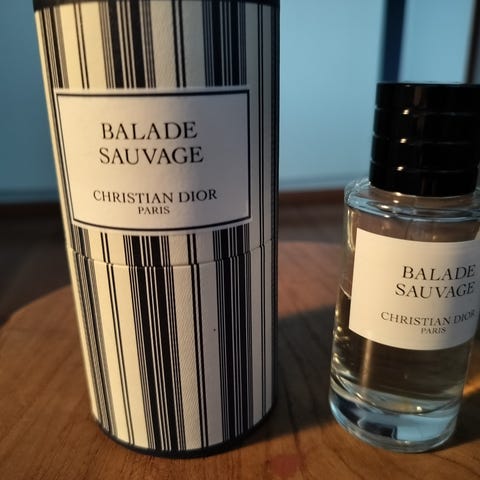 BALADE
SAUVAGE
CHRISTIAN DIOR
PARIS
BALADE
SAUVAGE
CHRISTIAN DIOR
PARIS